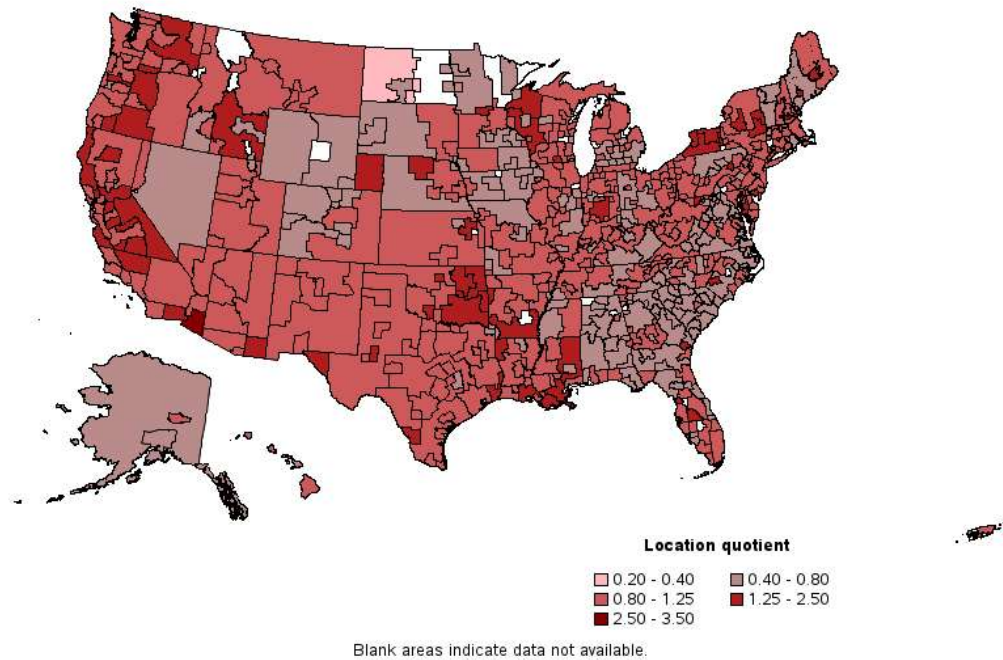 Location quotient
0.20 - 0.40 0.40 - 0.80
0.80 - 1.25 1.25 - 2.50
2.50 - 3.50
Blank areas indicate data not available.